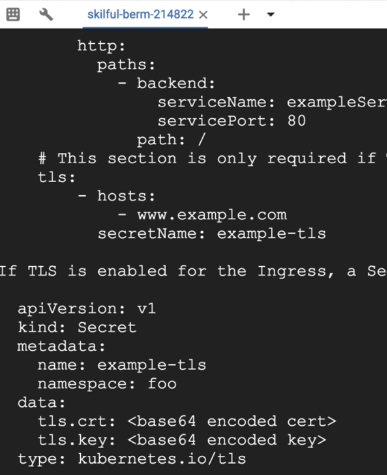 skilful-berm-214822
http:
paths:
- backend:
serviceName: exampleSer
servicePort: 80
path: /
# This section is only required if
tls:
- hosts:
- www.example.com
secretName: example-tls
If TLS is enabled for the Ingress, a Se
apiVersion: v1
kind: Secret
metadata:
name: example-tls
namespace: foo
data:
tls.crt: <base64 encoded cert>
tls.key: <base64 encoded key>
type: kubernetes.io/tls